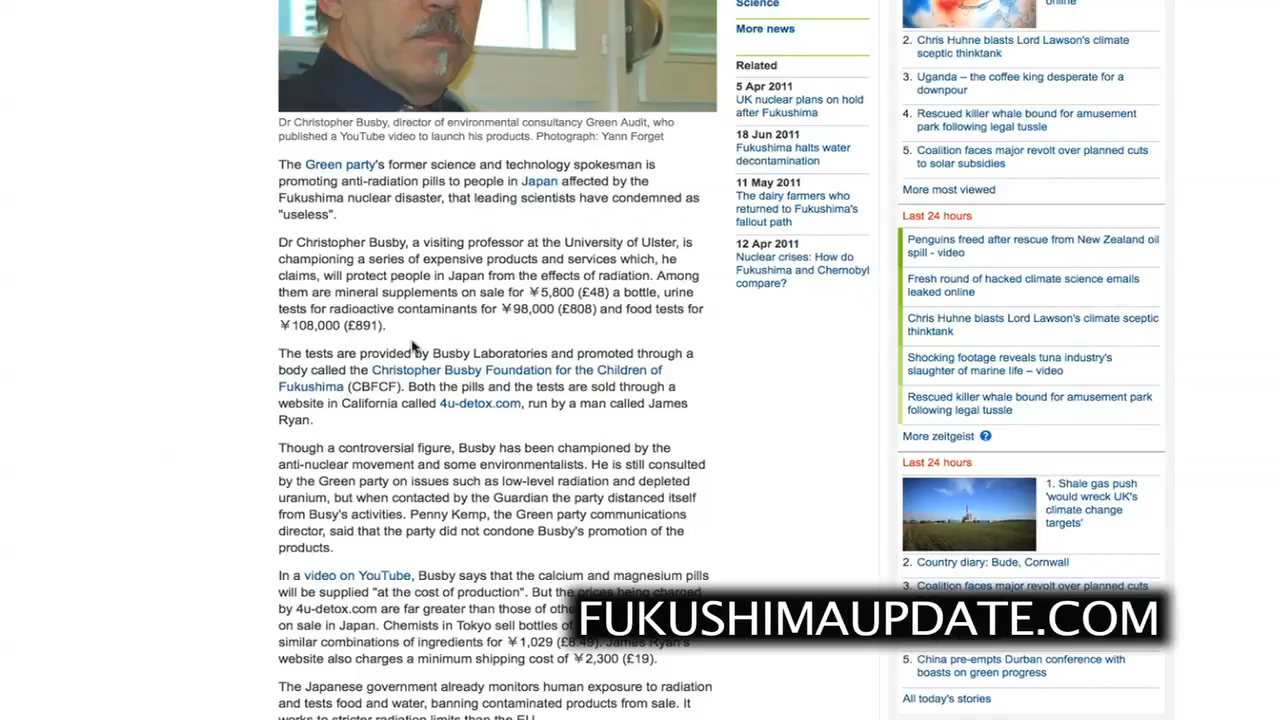 Dr Christopher Busby, director of environmental consultancy Green Audit, who
published a YouTube video to launch his products. Photograph: Yann Forget
The Green party's former science and technology spokesman is
promoting anti-radiation pills to people in Japan affected by the
Fukushima nuclear disaster, that leading scientists have condemned as
"useless".
Dr Christopher Busby, a visiting professor at the University of Ulster, is
championing a series of expensive products and services which, he
claims, will protect people in Japan from the effects of radiation. Among
them are mineral supplements on sale for ¥5,800 (£48) a bottle, urine
tests for radioactive contaminants for ¥98,000 (£808) and food tests for
¥108,000 (£891).
The tests are provided by Busby Laboratories and promoted through a
body called the Christopher Busby Foundation for the Children of
Fukushima (CBFCF). Both the pills and the tests are sold through a
website in California called 4u-detox.com, run by a man called James
Ryan.
Though a controversial figure, Busby has been championed by the
anti-nuclear movement and some environmentalists. He is still consulted
by the Green party on issues such as low-level radiation and depleted
uranium, but when contacted by the Guardian the party distanced itself
from Busy's activities. Penny Kemp, the Green party communications
director, said that the party did not condone Busby's promotion of the
products.
In a video on YouTube, Busby says that the calcium and magnesium pills
will be supplied "at the cost of production". But the prices being charged
by 4u-detox.com are far greater than those of
on sale in Japan. Chemists in Tokyo sell bottles of
similar combinations of ingredients for ¥1,029 (£8.49). James Ryan's
website also charges a minimum shipping cost of ¥2,300 (£19).
The Japanese government already monitors human exposure to radiation
and tests food and water, banning contaminated products from sale. It
works to stricter radiation limits than the EU.
Science
More news
Related
5 Apr 2011
UK nuclear plans on hold
after Fukushima
18 Jun 2011
Fukushima halts water
decontamination
11 May 2011
The dairy farmers who
returned to Fukushima's
fallout path
12 Apr 2011
Nuclear crises: How do
Fukushima and Chernobyl
compare?
online
2. Chris Huhne blasts Lord Lawson's climate
sceptic thinktank
3. Uganda – the coffee king desperate for a
downpour
4. Rescued killer whale bound for amusement
park following legal tussle
5. Coalition faces major revolt over planned cuts
to solar subsidies
More most viewed
Last 24 hours
Penguins freed after rescue from New Zealand oil
spill - video
Fresh round of hacked climate science emails
leaked online
Chris Huhne blasts Lord Lawson's climate sceptic
thinktank
Shocking footage reveals tuna industry's
slaughter of marine life – video
Rescued killer whale bound for amusement park
following legal tussle
More zeitgeist ?
Last 24 hours
1. Shale gas push
'would wreck UK's
climate change
targets'
2. Country diary: Bude, Cornwall
3. Coalition faces major revolt over planned cuts
5. China pre-empts Durban conference with
boasts on green progress
All today's stories
FUKUSHIMAUPDATE.COM